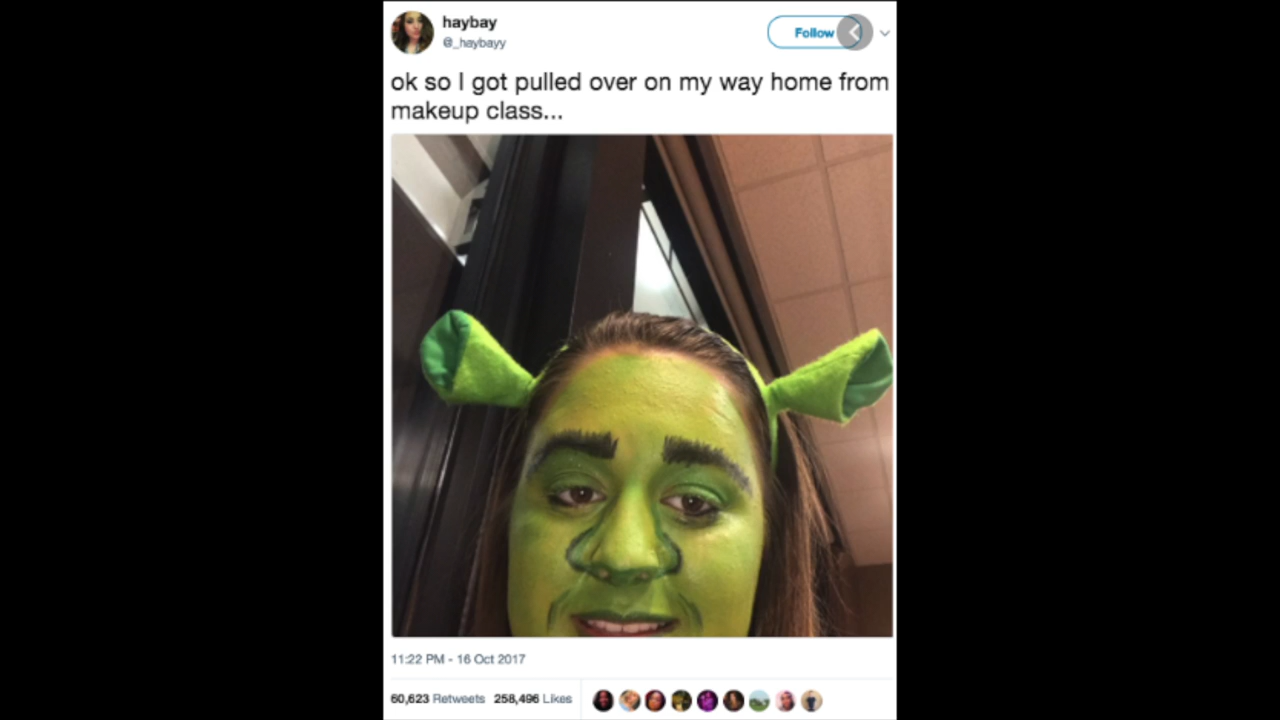 haybay
@_haybayy
Follow
ok so I got pulled over on my way home from
makeup class...
11:22 PM - 16 Oct 2017
60,623 Retweets 258,496 Likes